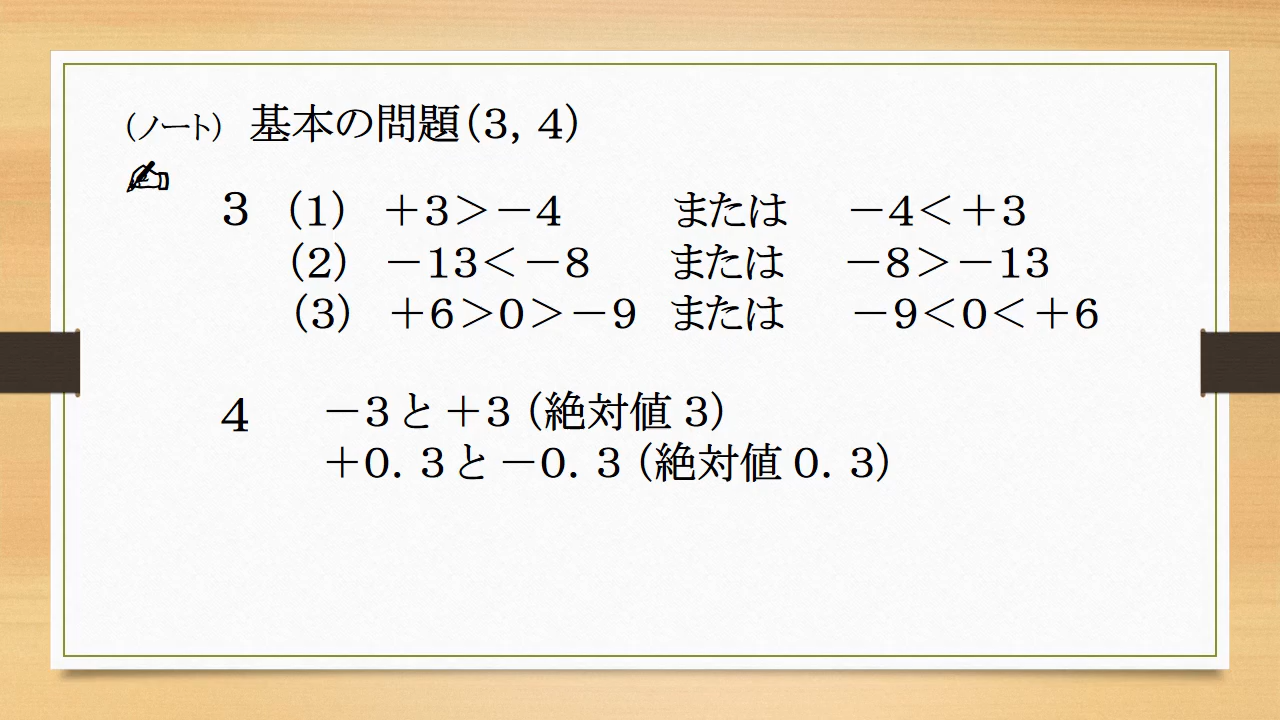 （ノート） 基本の問題（３，４）
３ （１） ＋３＞－４ または －４＜＋３
（２） －１３＜－８ または －８＞－１３
（３） ＋６＞０＞－９ または －９＜０＜＋６
４ －３と＋３（絶対値３）
＋０．３と－０．３（絶対値０．３）